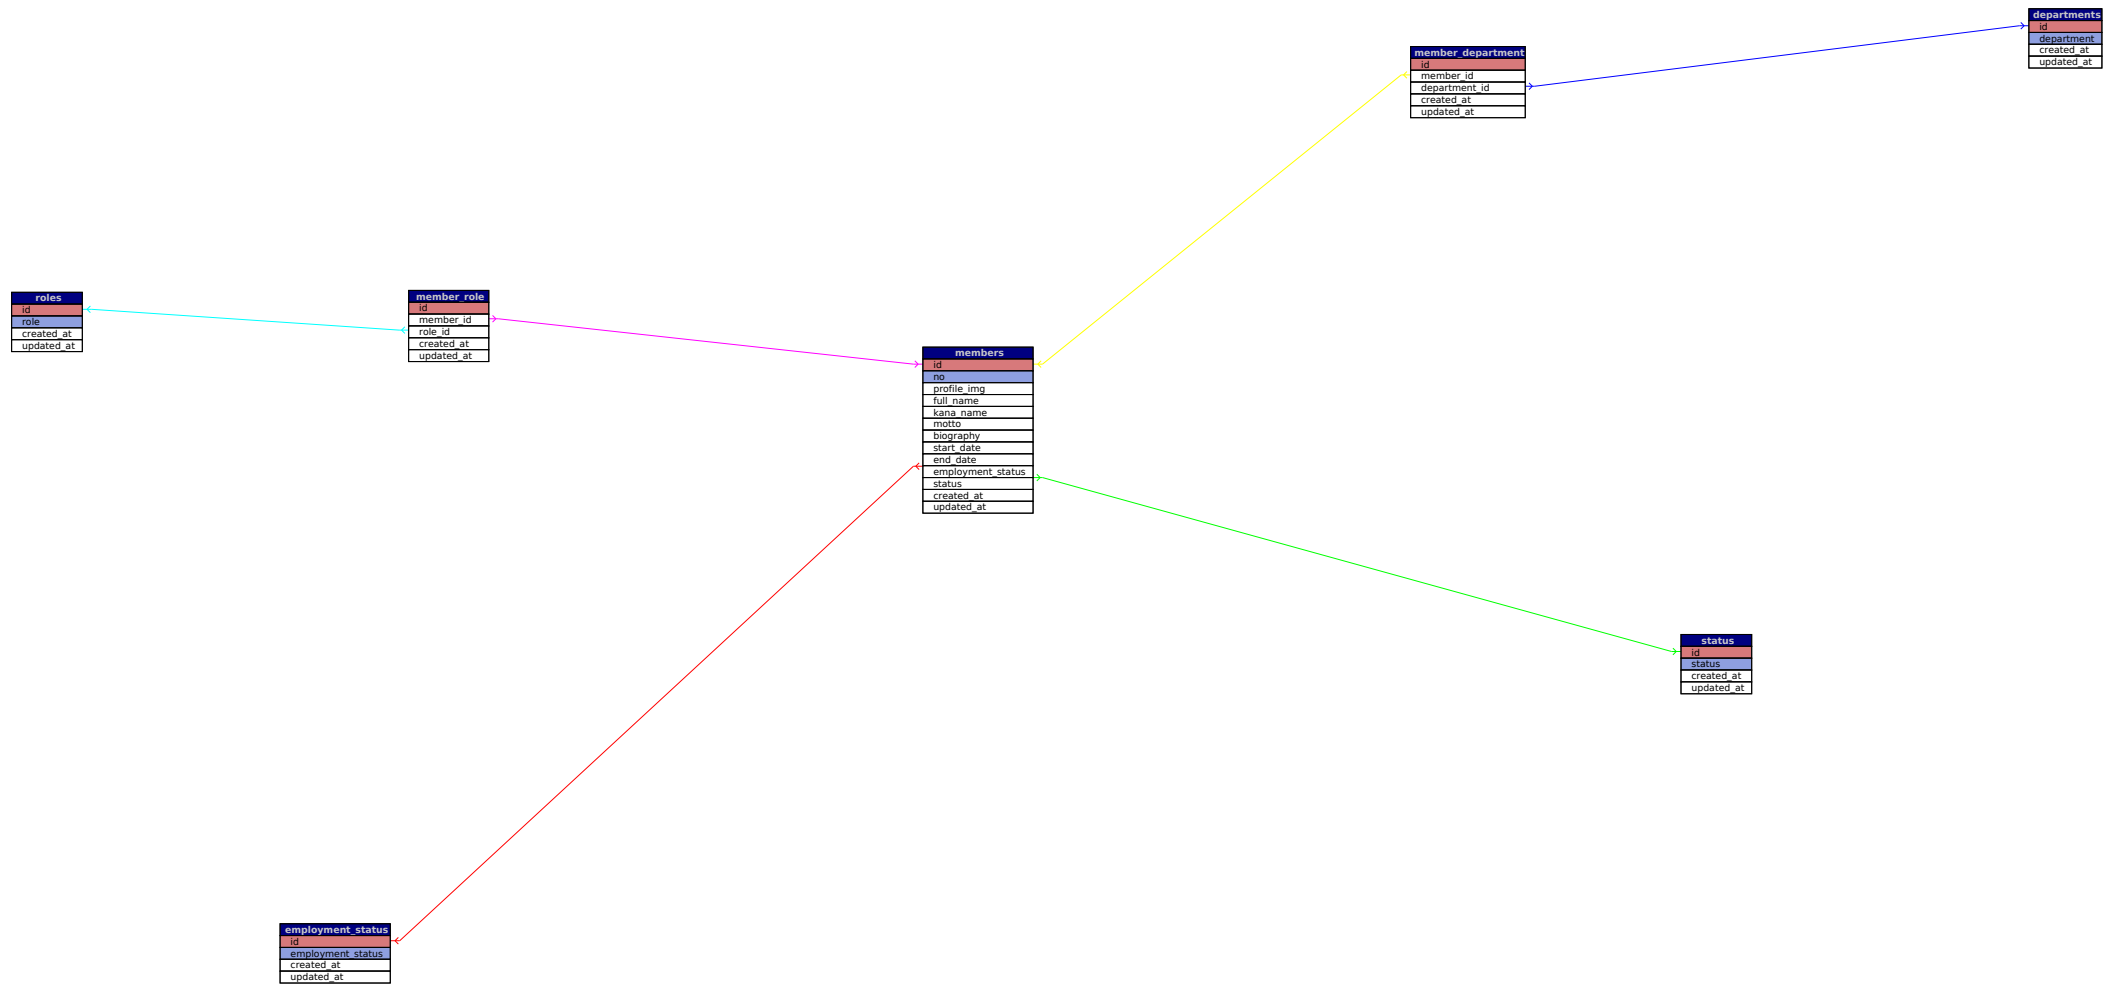 departments
id
department
created_at
updated_at
member_department
id
member_id
department_id
created_at
updated_at
roles
id
role
created_at
updated_at
member_role
id
member_id
role_id
created_at
updated_at
members
id
no
profile_img
full_name
kana_name
motto
biography
start_date
end_date
employment_status
status
created_at
updated_at
status
id
status
created_at
updated_at
employment_status
id
employment_status
created_at
updated_at